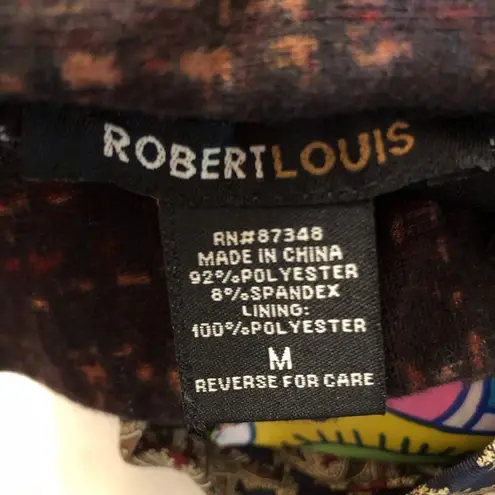 ROBERTLOUIS
RN#87348
MADE IN CHINA
92%POLYESTER
8%SPANDEX
LINING:
100%POLYESTER
M
REVERSE FOR CARE